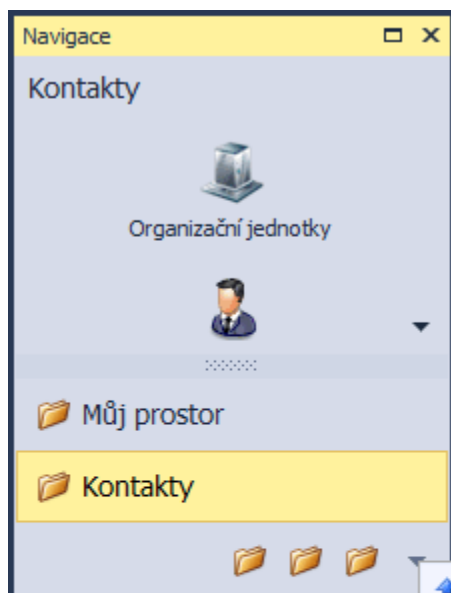 Navigace
Kontakty
Organizační jednotky
Můj prostor
Kontakty